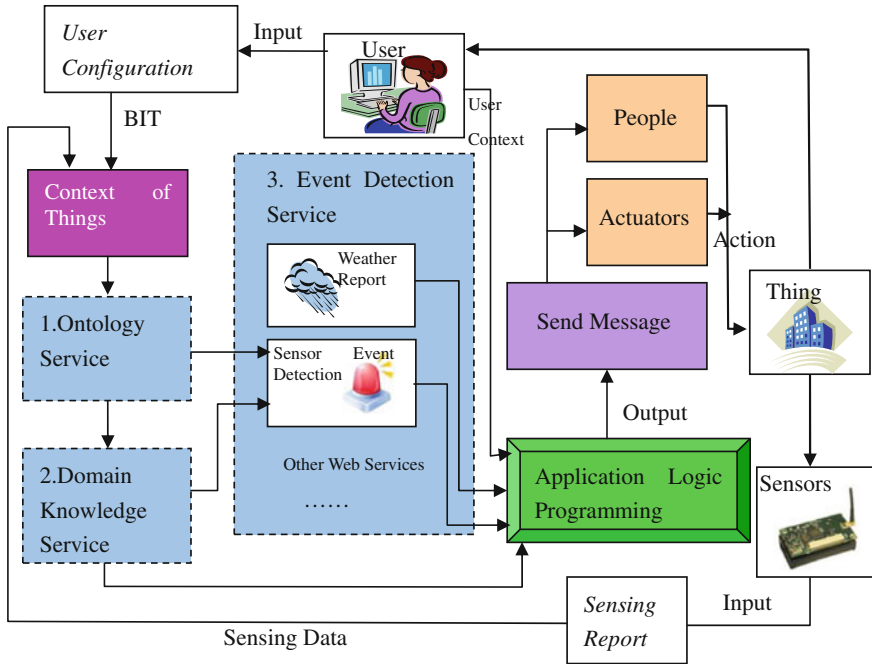 User
Configuration
Input
User
BIT
User
Context
People
Context of
Things
3. Event Detection
Service
Actuators
Action
Weather
Report
Thing
1.Ontology
Service
Send Message
Sensor Event
Detection
Output
2.Domain
Knowledge
Service
Other Web Services
……
Application Logic
Programming
Sensors
Sensing
Report
Input
Sensing Data